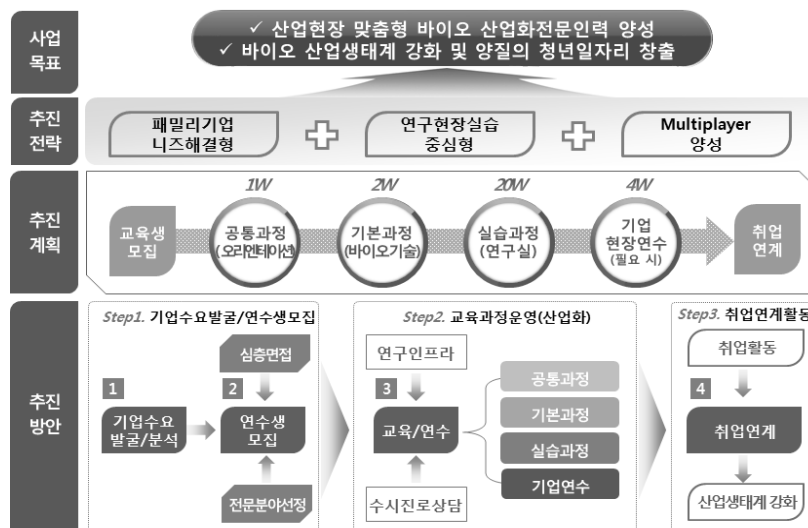 사업
목표
✓ 산업현장 맞춤형 바이오 산업화전문인력 양성
✓ 바이오 산업생태계 강화 및 양질의 청년일자리 창출
추진
전략
패밀리기업
니즈해결형
연구현장실습
중심형
Multiplayer
양성
추진
계획
교육생
모집
1W
공통과정
(오리엔테이션)
2W
기본과정
(바이오기술)
20W
실습과정
(연구실)
4W
기업
현장연수
(필요 시)
취업
연계
추진
방안
Step1. 기업수요발굴/연수생모집
심층면접
1
기업수요
발굴/분석
2
연수생
모집
전문분야선정
Step2. 교육과정운영(산업화)
연구인프라
3
교육/연수
수시진로상담
공통과정
기본과정
실습과정
기업연수
Step3. 취업연계활동
취업활동
4
취업연계
산업생태계 강화